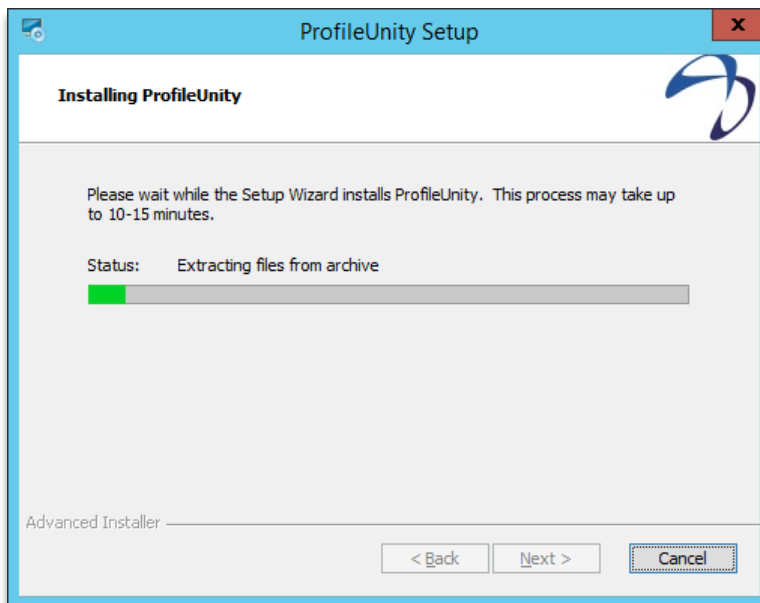 ProfileUnity Setup
x
Installing ProfileUnity
Please wait while the Setup Wizard installs ProfileUnity. This process may take up
to 10-15 minutes.
Status: Extracting files from archive
Advanced Installer
< Back Next > Cancel